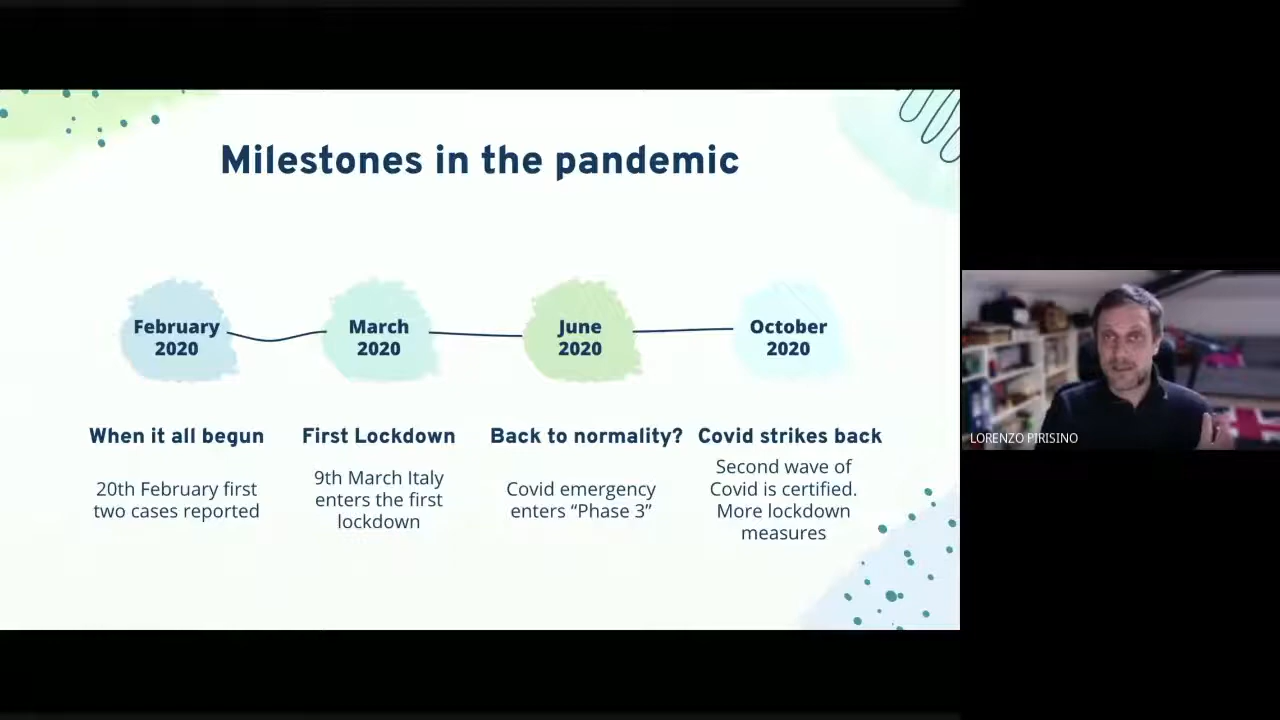 Milestones in the pandemic
February
2020
March
2020
June
2020
October
2020
When it all begun
20th February first
two cases reported
First Lockdown
9th March Italy
enters the first
lockdown
Back to normality?
Covid emergency
enters “Phase 3”
Covid strikes back
Second wave of
Covid is certified.
More lockdown
measures
LORENZO PIRISINO